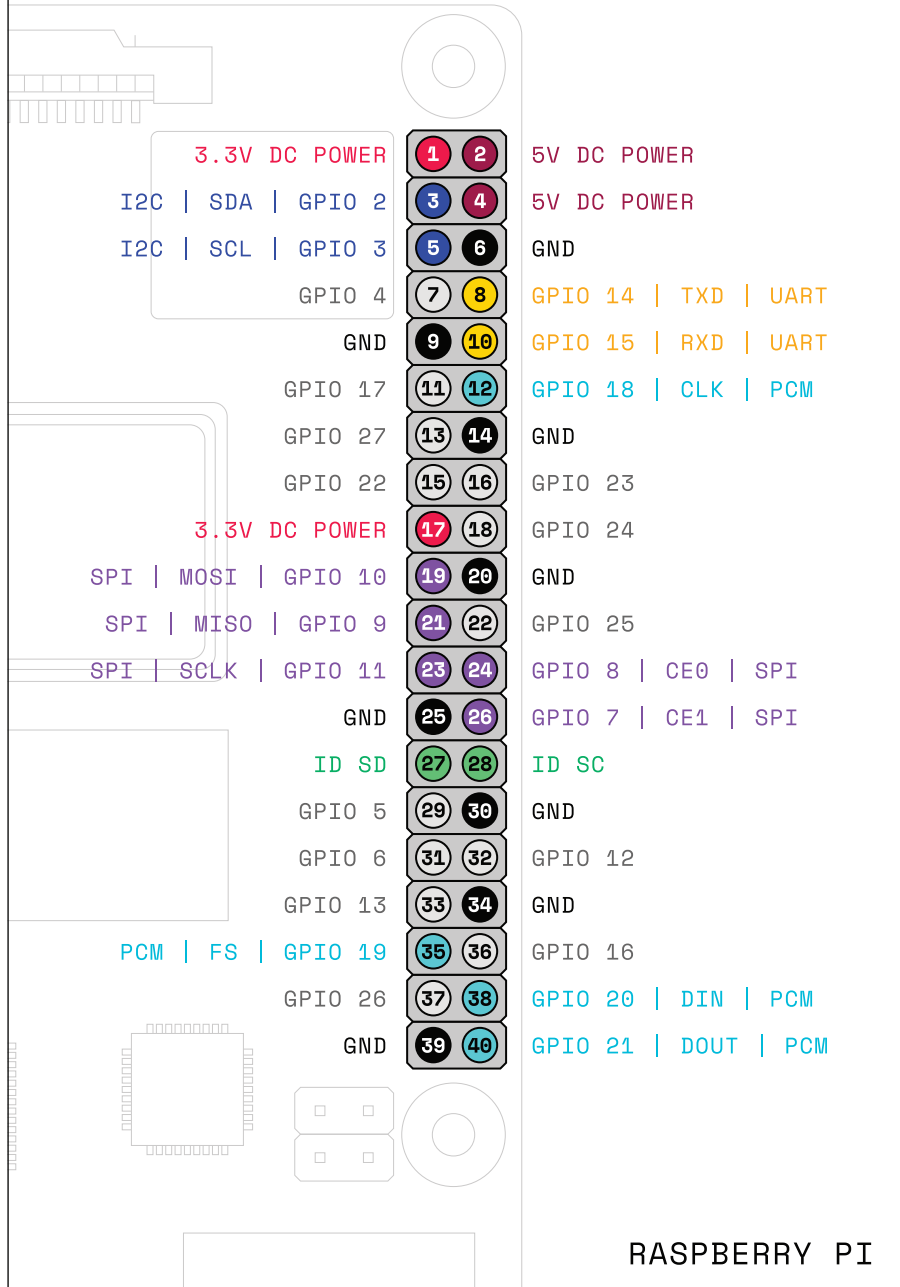 3.3V DC POWER 1 2 5V DC POWER
I2C | SDA | GPIO 2 3 4 5V DC POWER
I2C | SCL | GPIO 3 5 6 GND
GPIO 4 7 8 GPIO 14 | TXD | UART
GND 9 10 GPIO 15 | RXD | UART
GPIO 17 11 12 GPIO 18 | CLK | PCM
GPIO 27 13 14 GND
GPIO 22 15 16 GPIO 23
3.3V DC POWER 17 18 GPIO 24
SPI | MOSI | GPIO 10 19 20 GND
SPI | MISO | GPIO 9 21 22 GPIO 25
SPI | SCLK | GPIO 11 23 24 GPIO 8 | CE0 | SPI
GND 25 26 GPIO 7 | CE1 | SPI
ID SD 27 28 ID SC
GPIO 5 29 30 GND
GPIO 6 31 32 GPIO 12
GPIO 13 33 34 GND
PCM | FS | GPIO 19 35 36 GPIO 16
GPIO 26 37 38 GPIO 20 | DIN | PCM
GND 39 40 GPIO 21 | DOUT | PCM
RASPBERRY PI